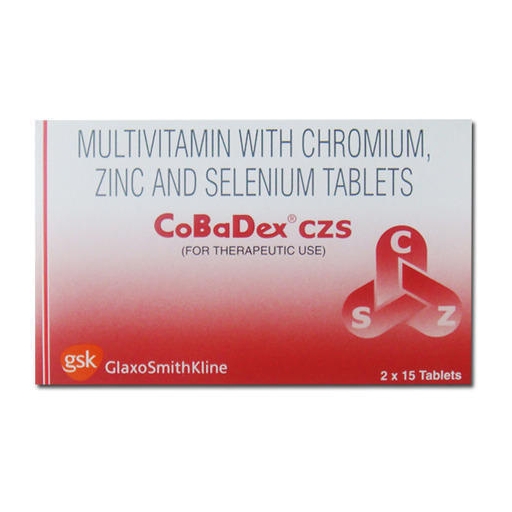 MULTIVITAMIN WITH CHROMIUM,
ZINC AND SELENIUM TABLETS
CoBaDex® CZS
(FOR THERAPEUTIC USE)
C
S Z
gsk GlaxoSmithKline
2 x 15 Tablets